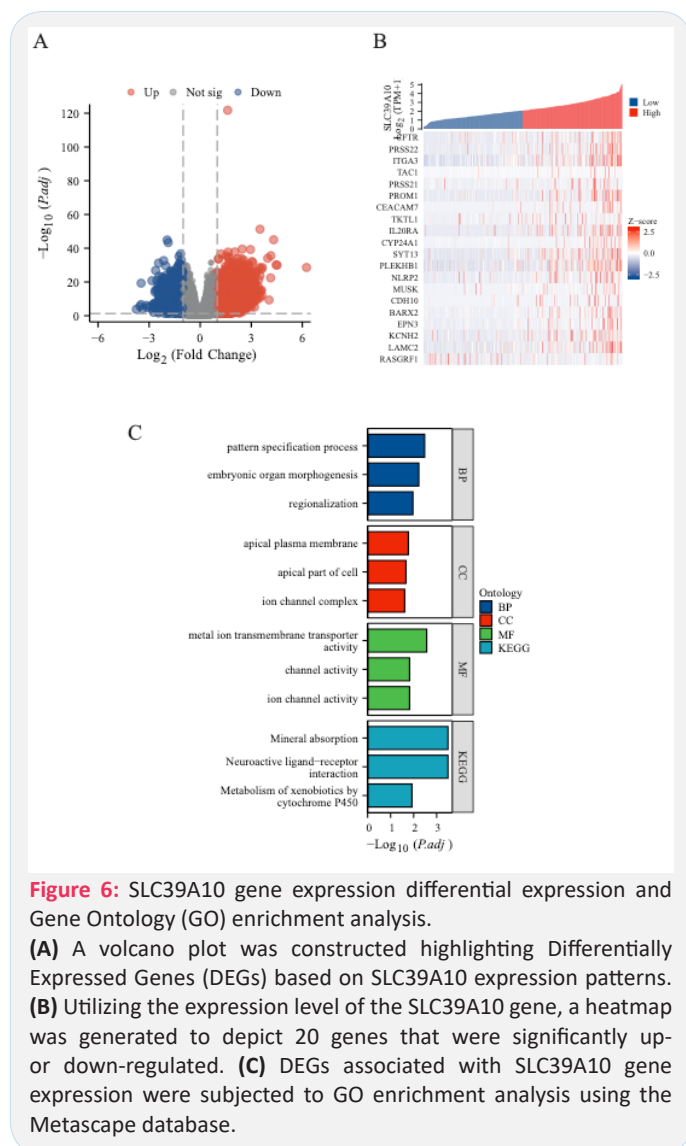 A
Up Not sig Down
120
100
80
60
40
20
0
−Log10 (P.adj)
−6 −3 0 3 6
Log2 (Fold Change)
B
SLC39A10
Log2 (TPM+1)
5
4
3
2
1
0
Low
High
CFTR
PRSS22
ITGA3
TAC1
PRSS21
PROM1
CEACAM7
TKTL1
IL20RA
CYP24A1
SYT13
PLEKHB1
NLRP2
MUSK
CDH10
BARX2
EPN3
KCNH2
LAMC2
RASGRF1
Z-score
2.5
0.0
−2.5
C
pattern specification process
embryonic organ morphogenesis
regionalization
BP
apical plasma membrane
apical part of cell
ion channel complex
CC
metal ion transmembrane transporter
activity
channel activity
ion channel activity
MF
Mineral absorption
Neuroactive ligand−receptor
interaction
Metabolism of xenobiotics by
cytochrome P450
KEGG
0 1 2 3
−Log10 (P.adj)
Ontology
BP
CC
MF
KEGG
Figure 6: SLC39A10 gene expression differential expression and
Gene Ontology (GO) enrichment analysis.
(A) A volcano plot was constructed highlighting Differentially
Expressed Genes (DEGs) based on SLC39A10 expression patterns.
(B) Utilizing the expression level of the SLC39A10 gene, a heatmap
was generated to depict 20 genes that were significantly up-
or down-regulated. (C) DEGs associated with SLC39A10 gene
expression were subjected to GO enrichment analysis using the
Metascape database.